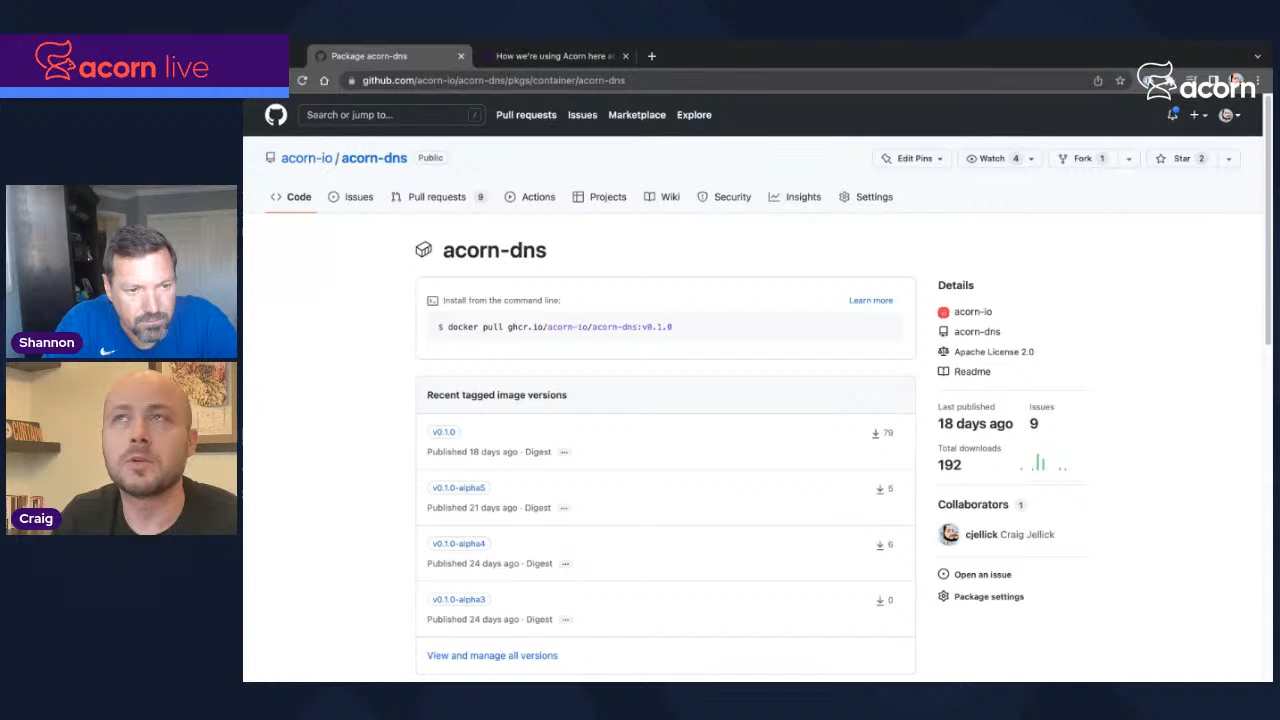 acorn live
Package acorn-dns
How we're using Acorn here a
github.com/acorn-io/acorn-dns/pkgs/container/acorn-dns
acorn
Search or jump to...
/
Pull requests
Issues
Marketplace
Explore
acorn-io / acorn-dns
Public
Edit Pins
Watch 4
Fork 1
Star 2
Code
Issues
Pull requests 9
Actions
Projects
Wiki
Security
Insights
Settings
acorn-dns
Install from the command line:
Learn more
$ docker pull ghcr.io/acorn-io/acorn-dns:v0.1.0
Recent tagged image versions
v0.1.0
79
Published 18 days ago · Digest
v0.1.0-alpha5
5
Published 21 days ago · Digest
v0.1.0-alpha4
6
Published 24 days ago · Digest
v0.1.0-alpha3
0
Published 24 days ago · Digest
View and manage all versions
Details
acorn-io
acorn-dns
Apache License 2.0
Readme
Last published
Issues
18 days ago
9
Total downloads
192
Collaborators 1
cjellick Craig Jellick
Open an issue
Package settings
Shannon
CURTAIN
Craig